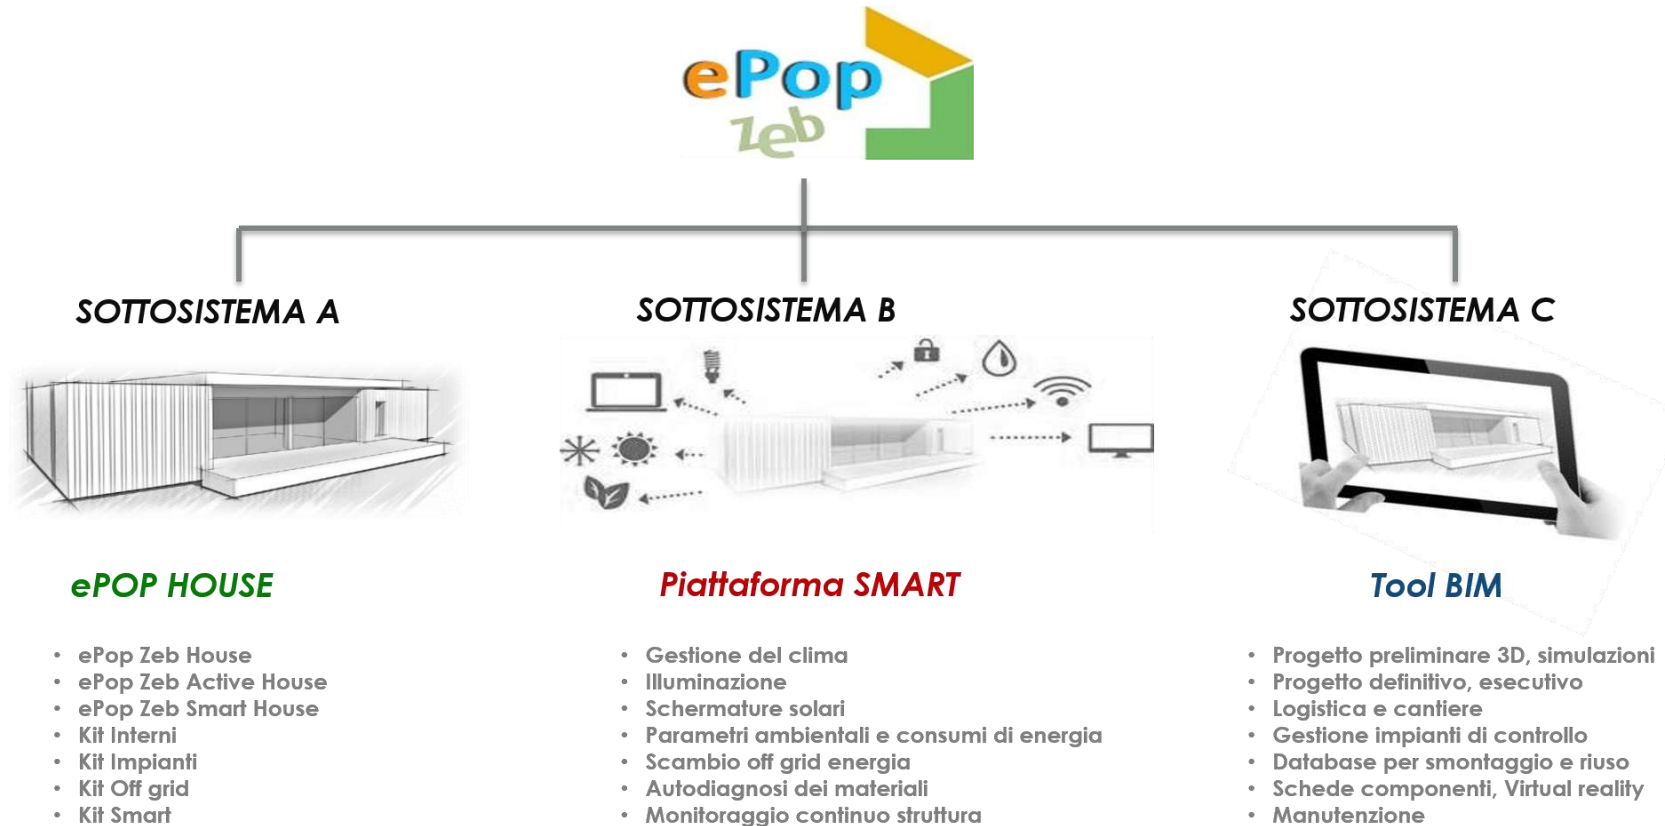 ePop
zeb
SOTTOSISTEMA A
ePOP HOUSE
• ePop Zeb House
• ePop Zeb Active House
• ePop Zeb Smart House
• Kit Interni
• Kit Impianti
• Kit Off grid
• Kit Smart
SOTTOSISTEMA B
Piattaforma SMART
• Gestione del clima
• Illuminazione
• Schermature solari
• Parametri ambientali e consumi di energia
• Scambio off grid energia
• Autodiagnosi dei materiali
• Monitoraggio continuo struttura
SOTTOSISTEMA C
Tool BIM
• Progetto preliminare 3D, simulazioni
• Progetto definitivo, esecutivo
• Logistica e cantiere
• Gestione impianti di controllo
• Database per smontaggio e riuso
• Schede componenti, Virtual reality
• Manutenzione